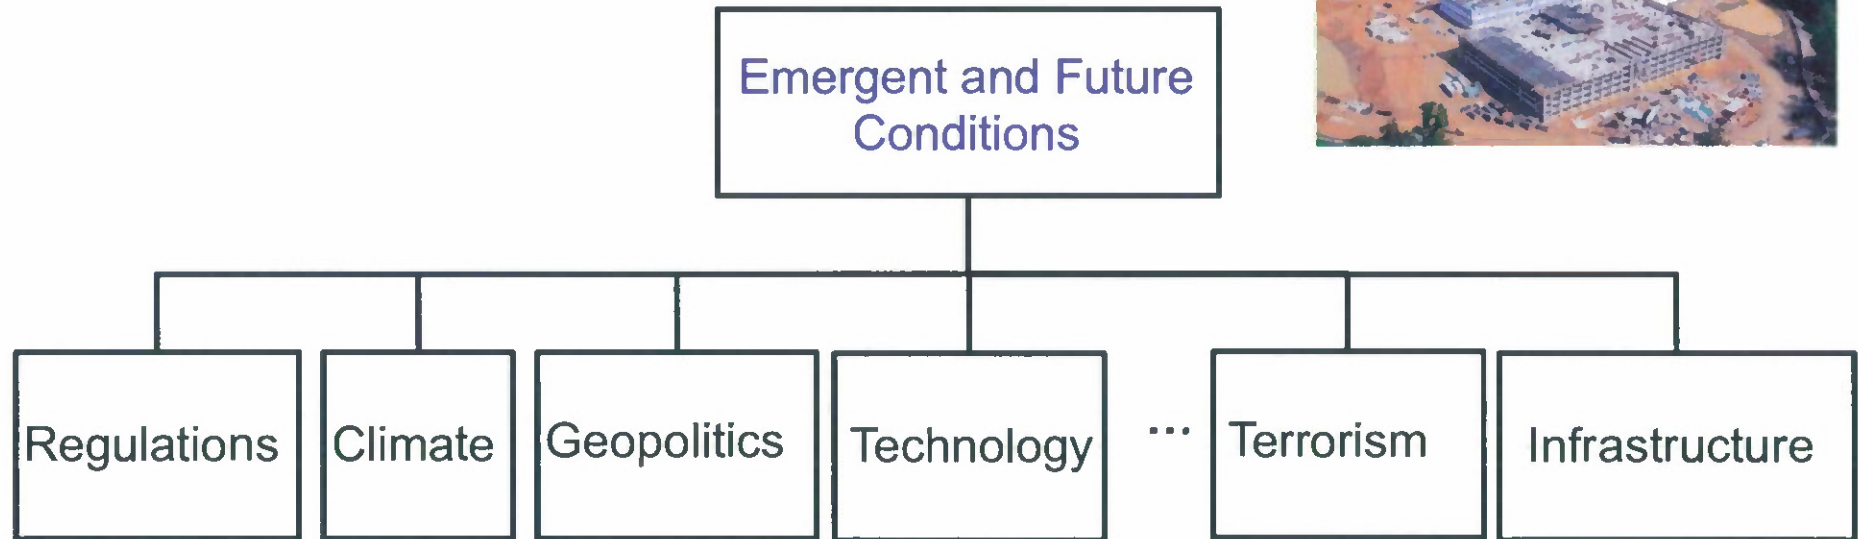 Emergent and Future
Conditions
Regulations
Climate
Geopolitics
Technology
...
Terrorism
Infrastructure